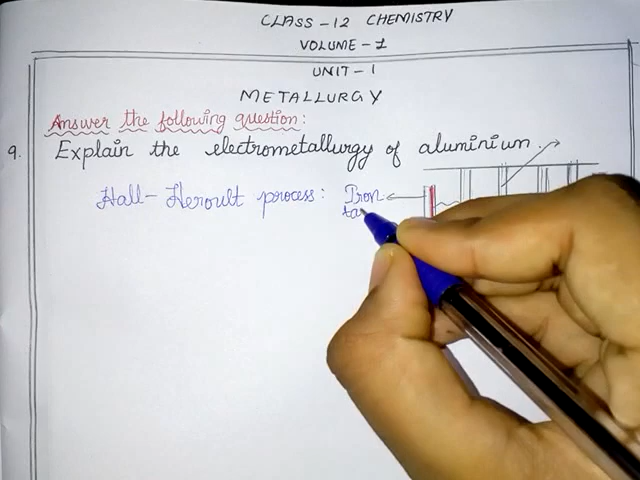 CLASS - 12 CHEMISTRY
VOLUME - 1
UNIT - 1
METALLURGY
Answer the following question:
9. Explain the electrometallurgy of aluminium.
Hall - Heroult process: Iron
ta